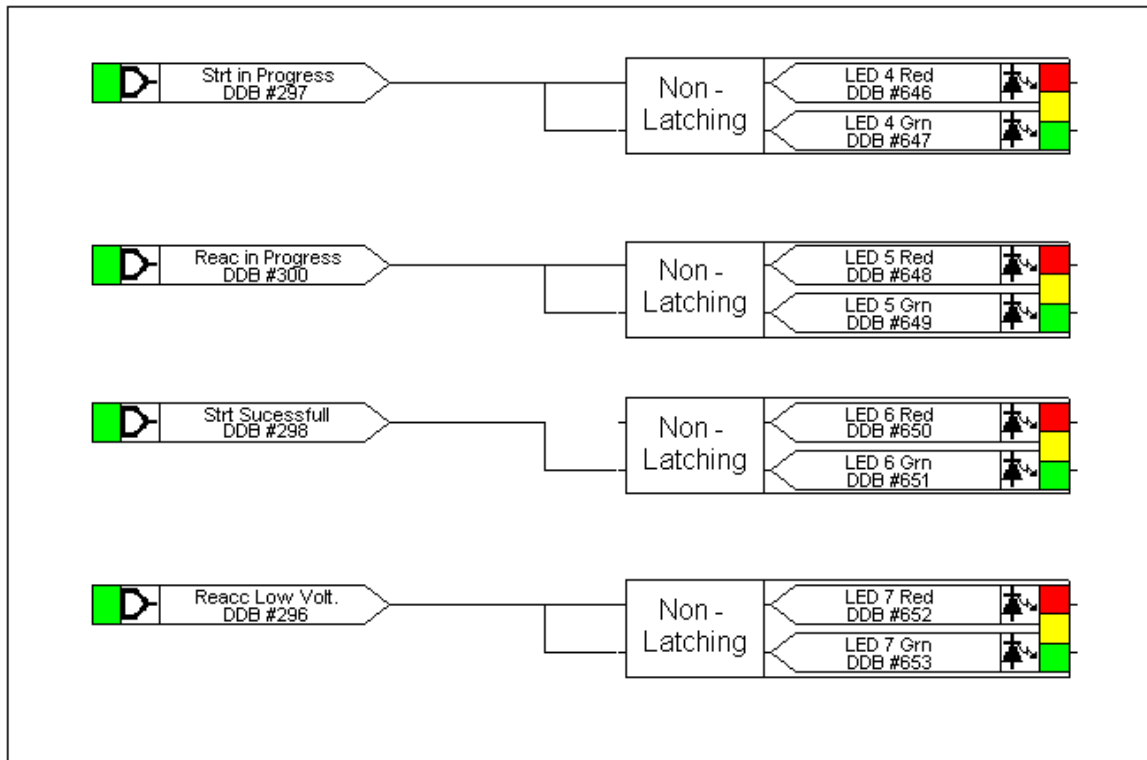 Strt in Progress
DDB #297
Non -
Latching
LED 4 Red
DDB #646
LED 4 Grn
DDB #647
Reac in Progress
DDB #300
Non -
Latching
LED 5 Red
DDB #648
LED 5 Grn
DDB #649
Strt Sucessfull
DDB #298
Non -
Latching
LED 6 Red
DDB #650
LED 6 Grn
DDB #651
Reacc Low Volt.
DDB #296
Non -
Latching
LED 7 Red
DDB #652
LED 7 Grn
DDB #653